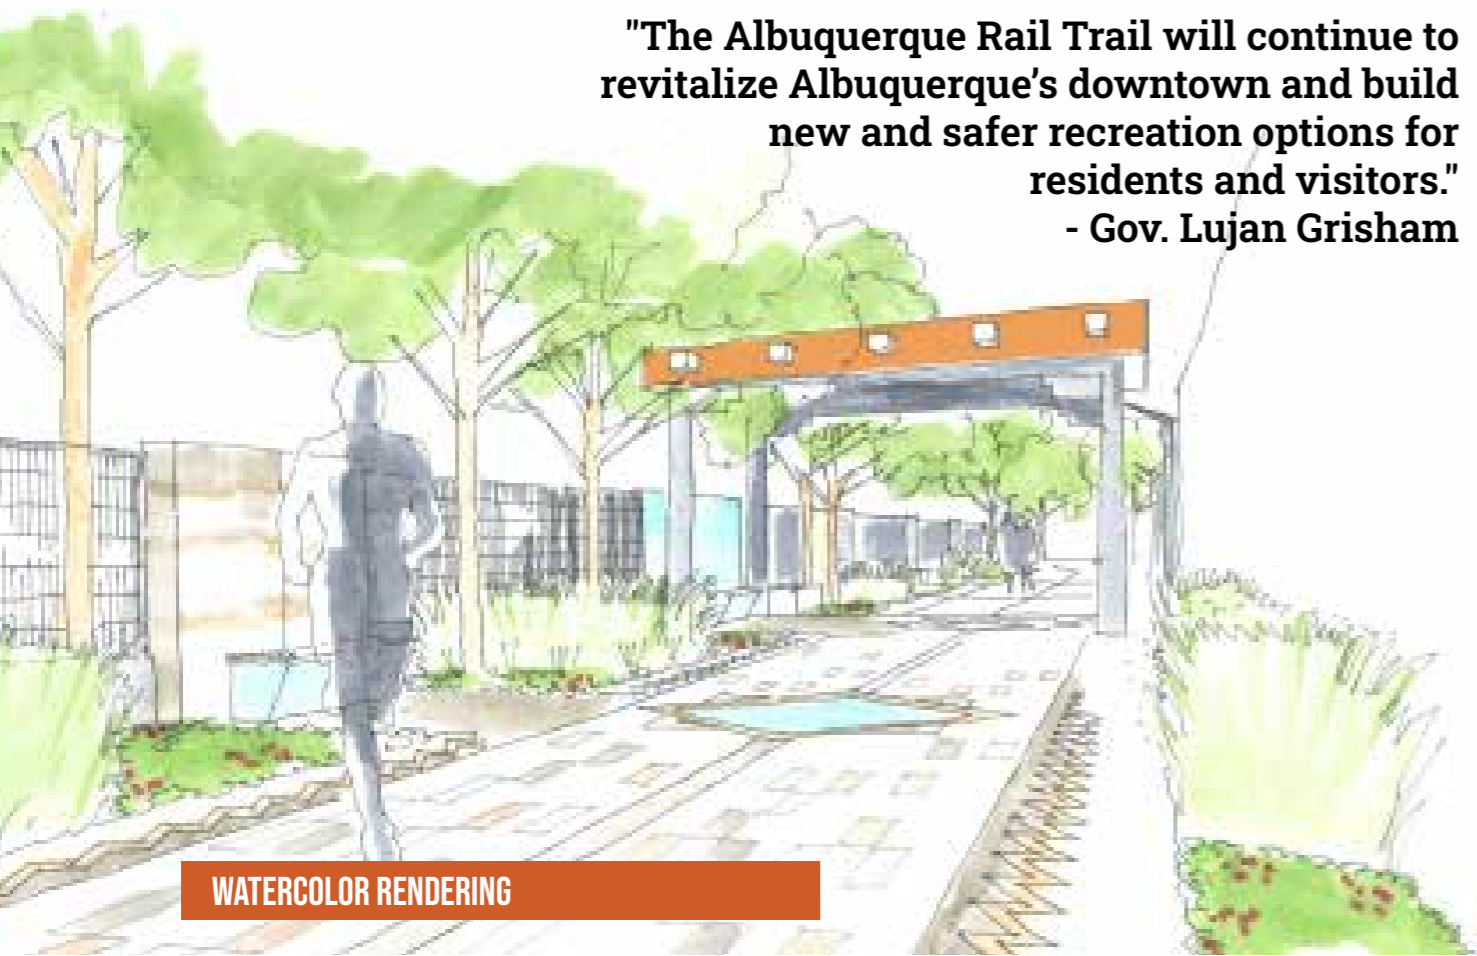 "The Albuquerque Rail Trail will continue to
revitalize Albuquerque’s downtown and build
new and safer recreation options for
residents and visitors."
- Gov. Lujan Grisham
WATERCOLOR RENDERING